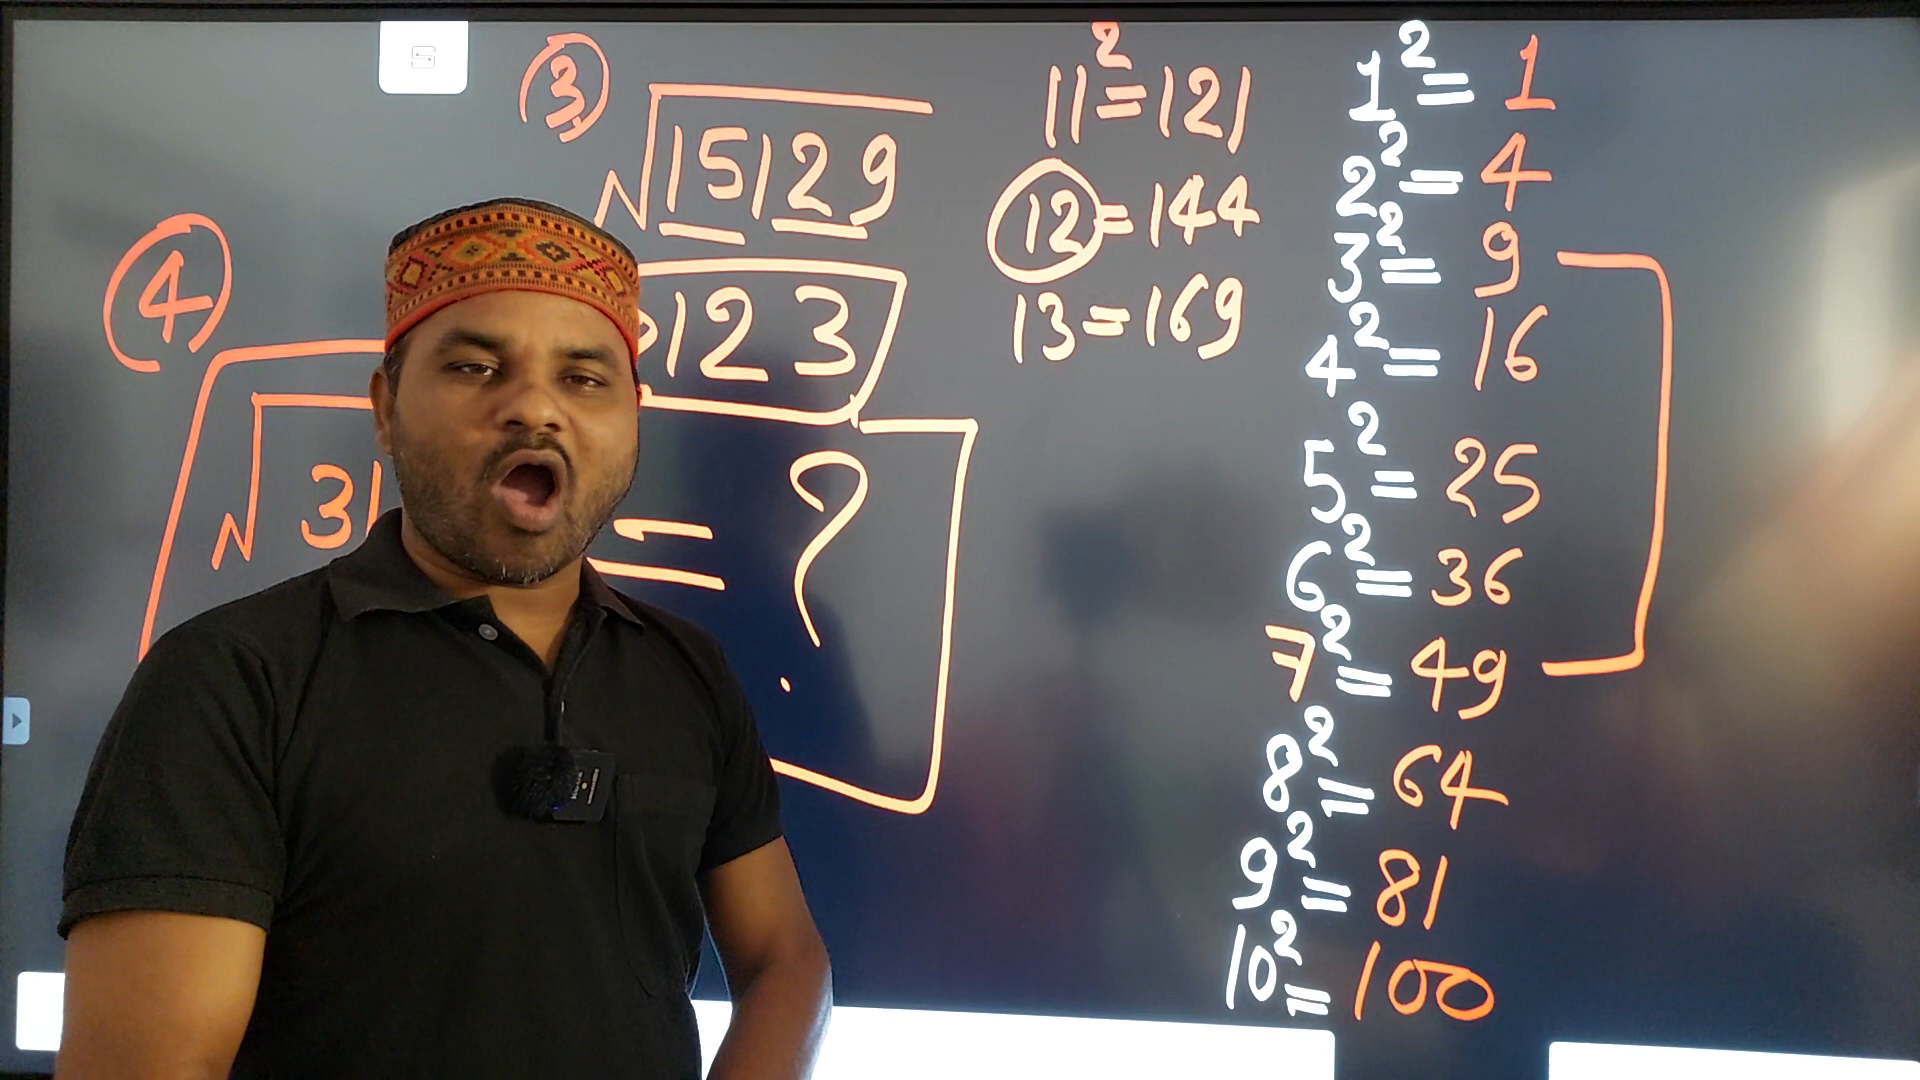 ③
√15129
123
④
√31
= ?
11² = 121
12 = 144
13 = 169
1² = 1
2² = 4
3² = 9
4² = 16
5² = 25
6² = 36
7² = 49
8² = 64
9² = 81
10² = 100